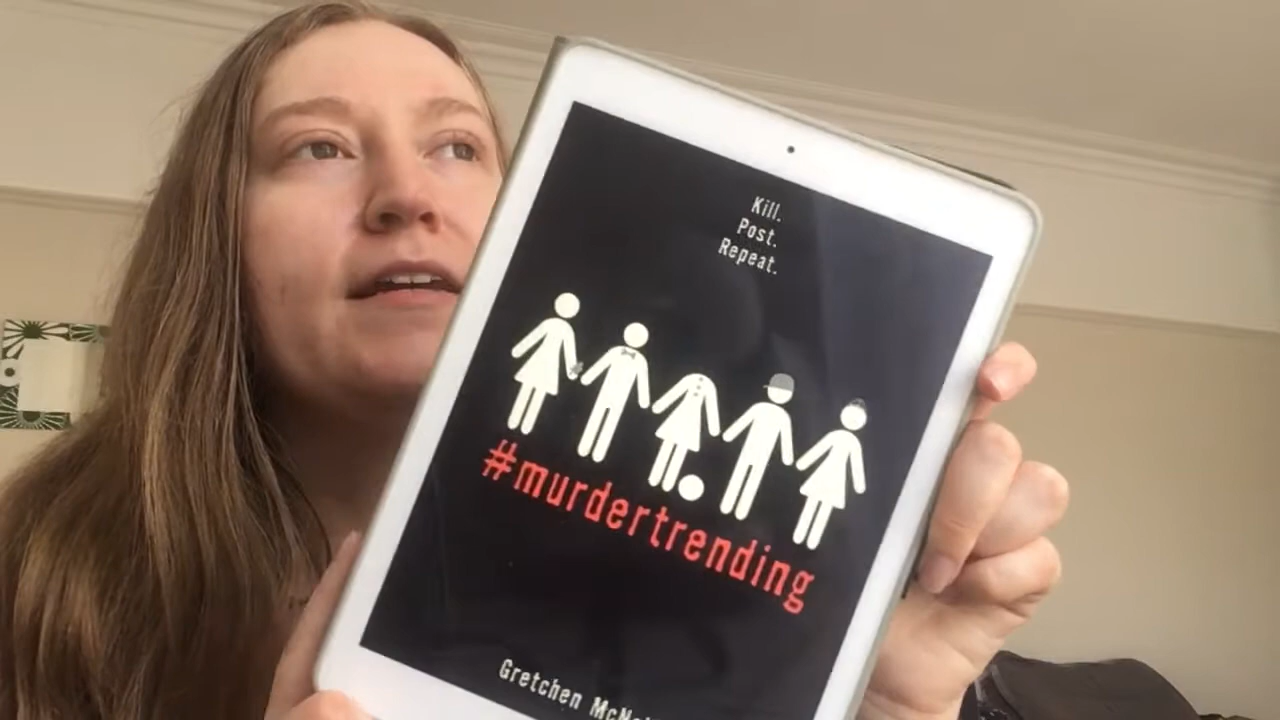 Kill.
Post.
Repeat.
#murdertrending
Gretchen